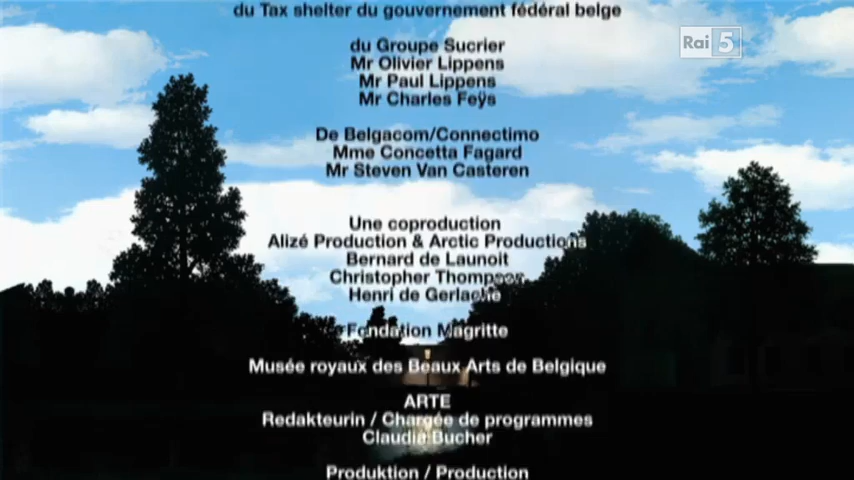 du Tax shelter du gouvernement fédéral belge
Rai 5
du Groupe Sucrier
Mr Olivier Lippens
Mr Paul Lippens
Mr Charles Feÿs
De Belgacom/Connectimo
Mme Concetta Fagard
Mr Steven Van Casteren
Une coproduction
Alizé Production & Arctic Productions
Bernard de Launoit
Christopher Thompson
Henri de Gerlache
Fondation Magritte
Musée royaux des Beaux Arts de Belgique
ARTE
Redakteurin / Chargée de programmes
Claudia Bucher
Produktion / Production